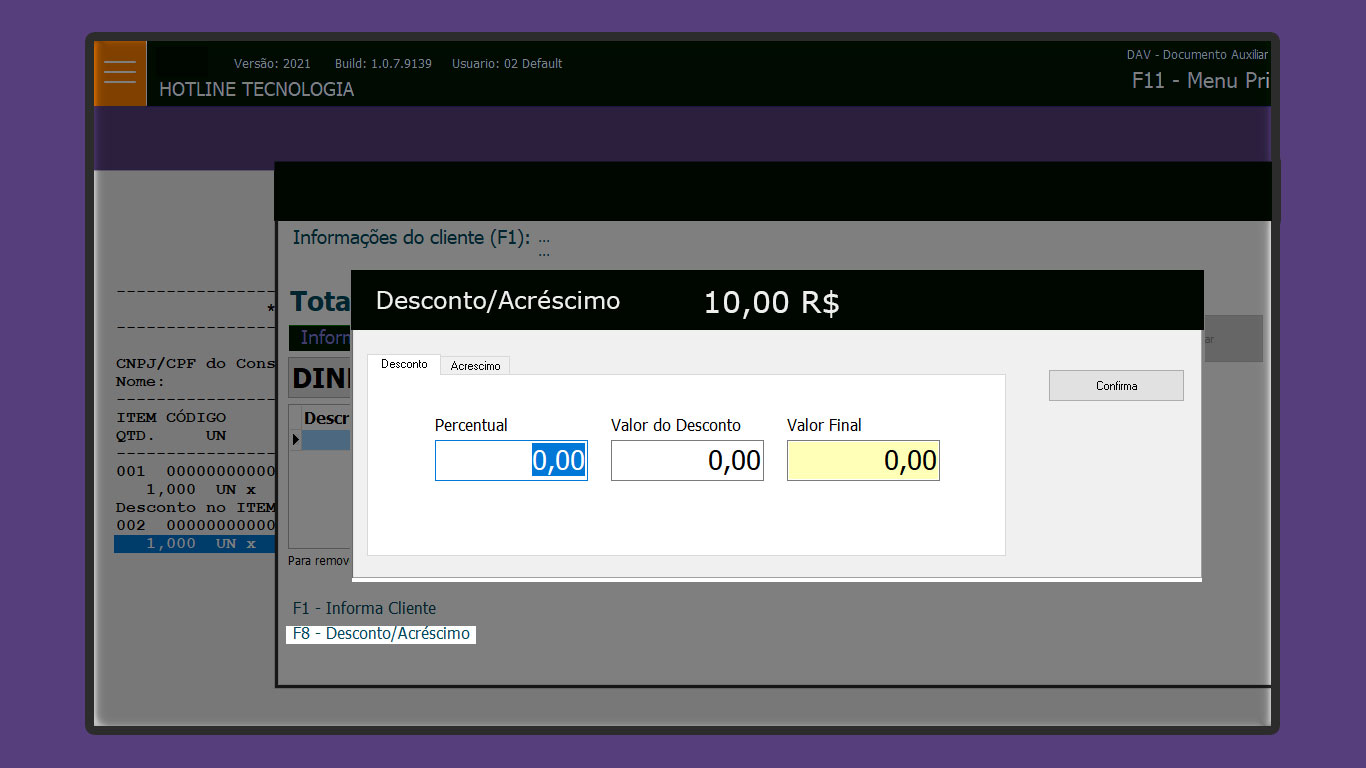 Versão: 2021 Build: 1.0.7.9139 Usuario: 02 Default
HOTLINE TECNOLOGIA
DAV - Documento Auxiliar
F11 - Menu Pri
Informações do cliente (F1): ...
...
Tota
Inform
DIN
Descr
Para remov
F1 - Informa Cliente
F8 - Desconto/Acréscimo
Desconto/Acréscimo 10,00 R$
Desconto Acrescimo
Confirma
Percentual Valor do Desconto Valor Final
0,00 0,00 0,00
ar
--------------------
*
--------------------
CNPJ/CPF do Cons
Nome:
--------------------
ITEM CÓDIGO
QTD. UN
--------------------
001 00000000000
1,000 UN x
Desconto no ITEM
002 00000000000
1,000 UN x